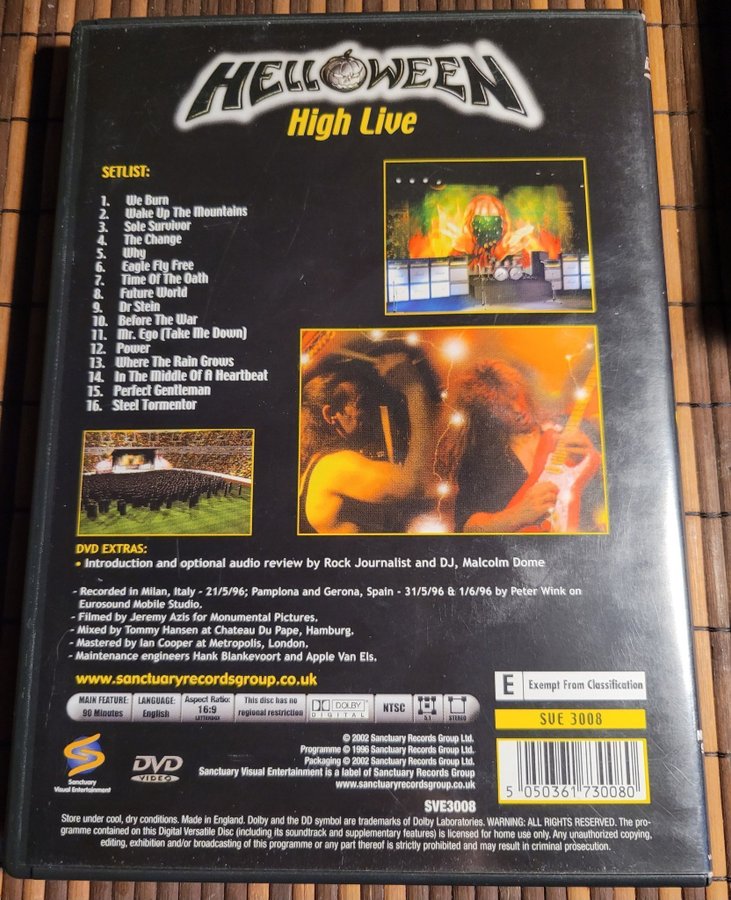 HELLOWEEN
High Live
SETLIST:
1. We Burn
2. Wake Up The Mountains
3. Sole Survivor
4. The Change
5. Why
6. Eagle Fly Free
7. Time Of The Oath
8. Future World
9. Dr Stein
10. Before The War
11. Mr. Ego (Take Me Down)
12. Power
13. Where The Rain Grows
14. In The Middle Of A Heartbeat
15. Perfect Gentleman
16. Steel Tormentor
DVD EXTRAS:
• Introduction and optional audio review by Rock Journalist and DJ, Malcolm Dome
- Recorded in Milan, Italy - 21/5/96; Pamplona and Gerona, Spain - 31/5/96 & 1/6/96 by Peter Wink on
Eurosound Mobile Studio.
- Filmed by Jeremy Azis for Monumental Pictures.
- Mixed by Tommy Hansen at Chateau Du Pape, Hamburg.
- Mastered by Ian Cooper at Metropolis, London.
- Maintenance engineers Hank Blankevoort and Apple Van Els.
www.sanctuaryrecordsgroup.co.uk
E Exempt From Classification
MAIN FEATURE:
90 Minutes
LANGUAGE:
English
Aspect Ratio:
16:9
LETTERBOX
This disc has no
regional restriction
DOLBY
DIGITAL
NTSC
5.1
STEREO
SVE 3008
© 2002 Sanctuary Records Group Ltd.
Programme © 1996 Sanctuary Records Group Ltd.
Packaging © 2002 Sanctuary Records Group Ltd.
Sanctuary Visual Entertainment is a label of Sanctuary Records Group
www.sanctuaryrecordsgroup.co.uk
Sanctuary
Visual Entertainment
DVD
VIDEO
SVE3008
5 050361 730080
Store under cool, dry conditions. Made in England. Dolby and the DD symbol are trademarks of Dolby Laboratories. WARNING: ALL RIGHTS RESERVED. The pro-
gramme contained on this Digital Versatile Disc (including its soundtrack and supplementary features) is licensed for home use only. Any unauthorized copying,
editing, exhibition and/or broadcasting of this programme or any part thereof is strictly prohibited and may result in criminal prosecution.